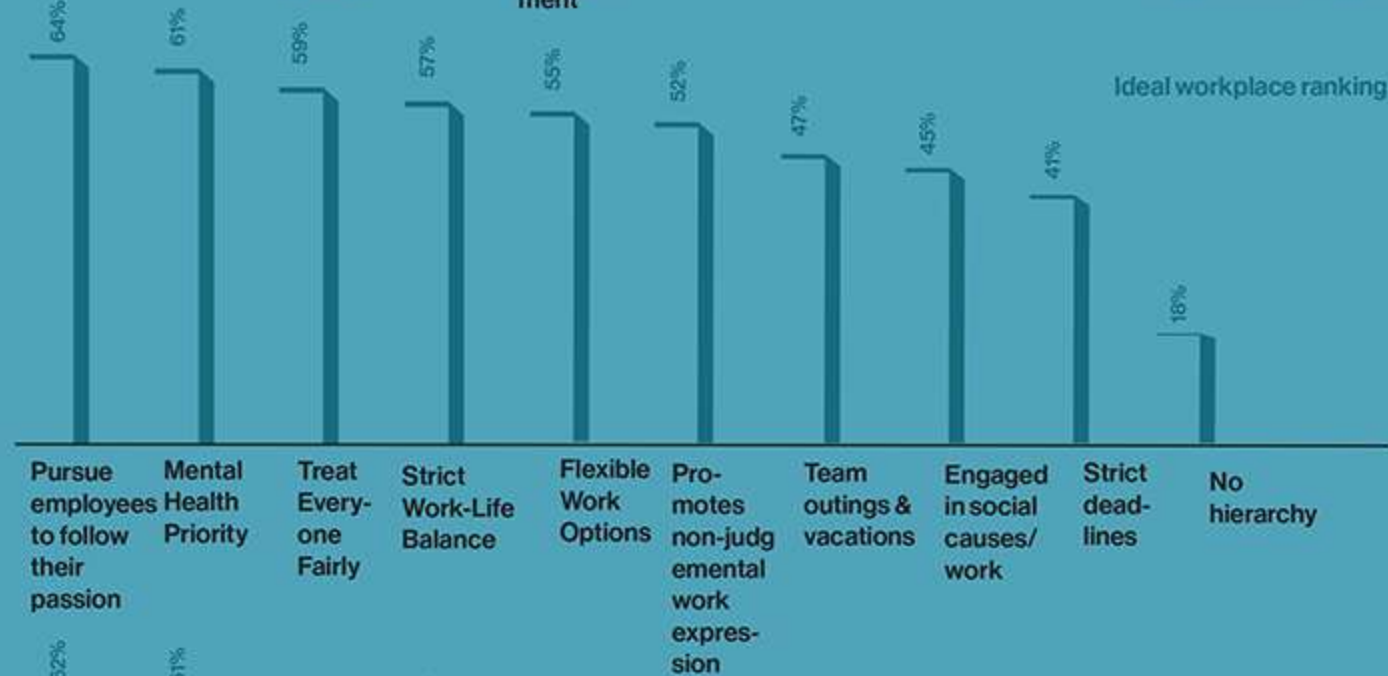 ment
64%
61%
59%
57%
55%
52%
47%
45%
41%
18%
Ideal workplace ranking
Pursue
employees
to follow
their
passion
Mental
Health
Priority
Treat
Every-
one
Fairly
Strict
Work-Life
Balance
Flexible
Work
Options
Pro-
motes
non-judg
emental
work
expres-
sion
Team
outings &
vacations
Engaged
in social
causes/
work
Strict
dead-
lines
No
hierarchy